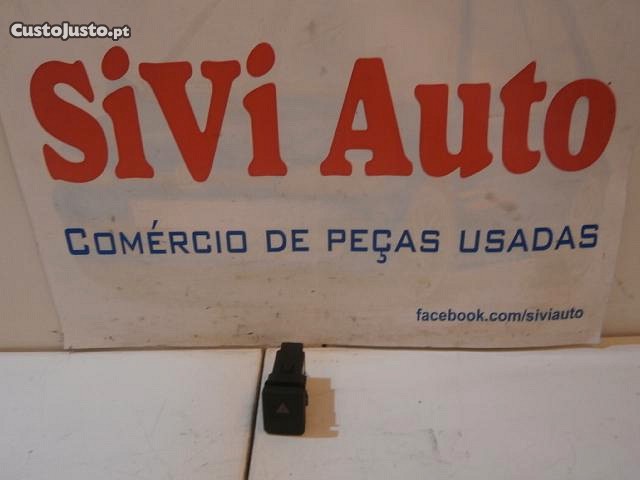 CustoJusto.pt
SiVi Auto
COMÉRCIO DE PEÇAS USADAS
facebook.com/siviauto